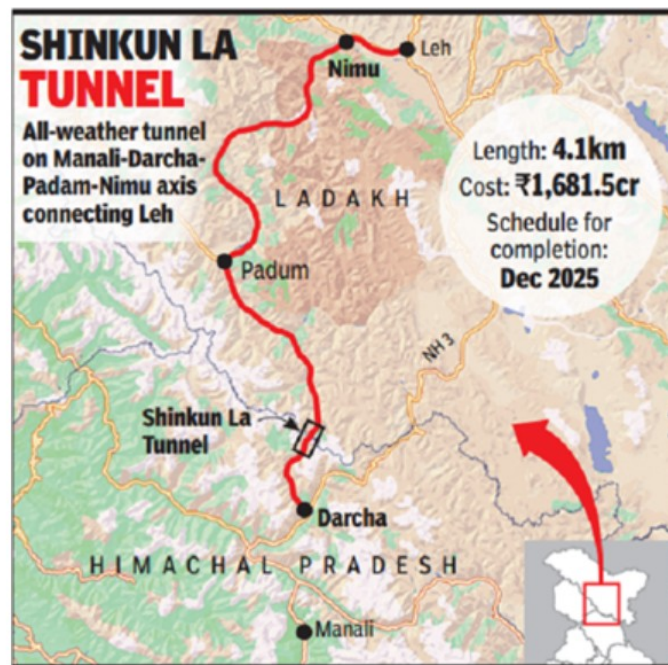 SHINKUN LA
TUNNEL
All-weather tunnel
on Manali-Darcha-
Padam-Nimu axis
connecting Leh
Nimu
Leh
Length: 4.1km
Cost: ₹1,681.5cr
Schedule for
completion:
Dec 2025
LADAKH
Padum
NH 3
Shinkun La
Tunnel
Darcha
HIMACHAL PRADESH
Manali